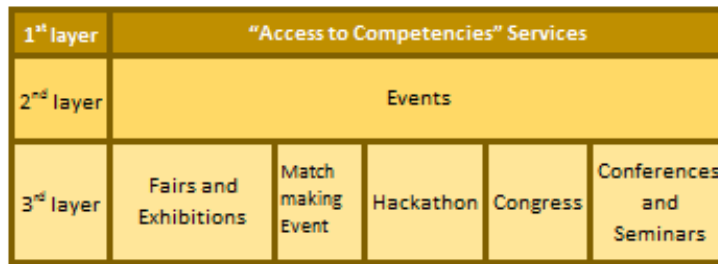 1st layer
"Access to Competencies" Services
2nd layer
Events
3rd layer
Fairs and
Exhibitions
Match
making
Event
Hackathon
Congress
Conferences
and
Seminars